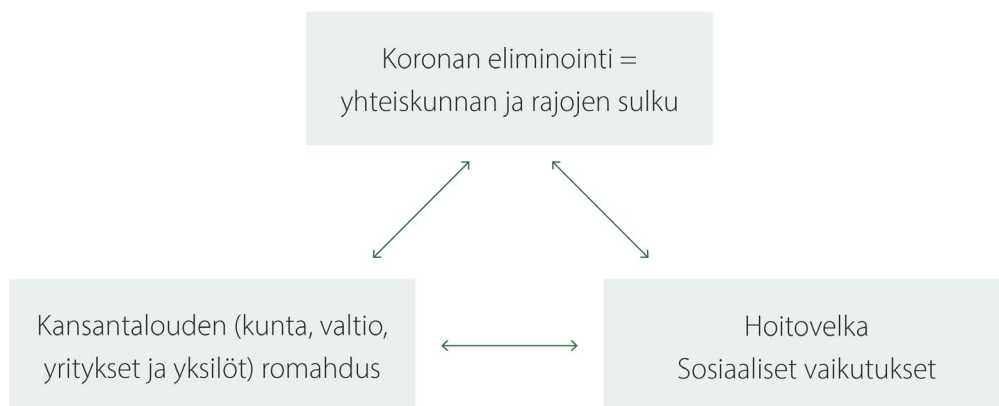 Koronan eliminointi =
yhteiskunnan ja rajojen sulku
Kansantalouden (kunta, valtio,
yritykset ja yksilöt) romahdus
Hoitovelka
Sosiaaliset vaikutukset